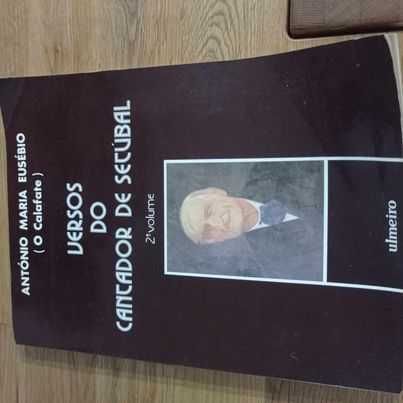 ANTÓNIO MARIA EUSÉBIO
( O Calafate )
VERSOS
DO
CANTADOR DE SETÚBAL
2º volume
ulmeiro